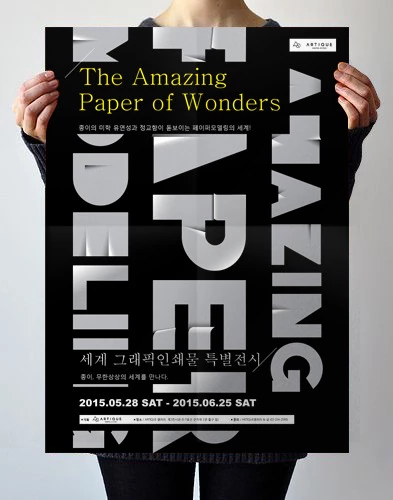 ARTIQUE
The Amazing
Paper of Wonders
종이의 미학 유연성과 정교함이 돋보이는 페이퍼모델링의 세계!
AMAZING
PAPER
MODELING
세계 그래픽인쇄물 특별전시
종이, 무한상상의 세계를 만나다.
2015.05.28 SAT - 2015.06.25 SAT
ARTIQUE